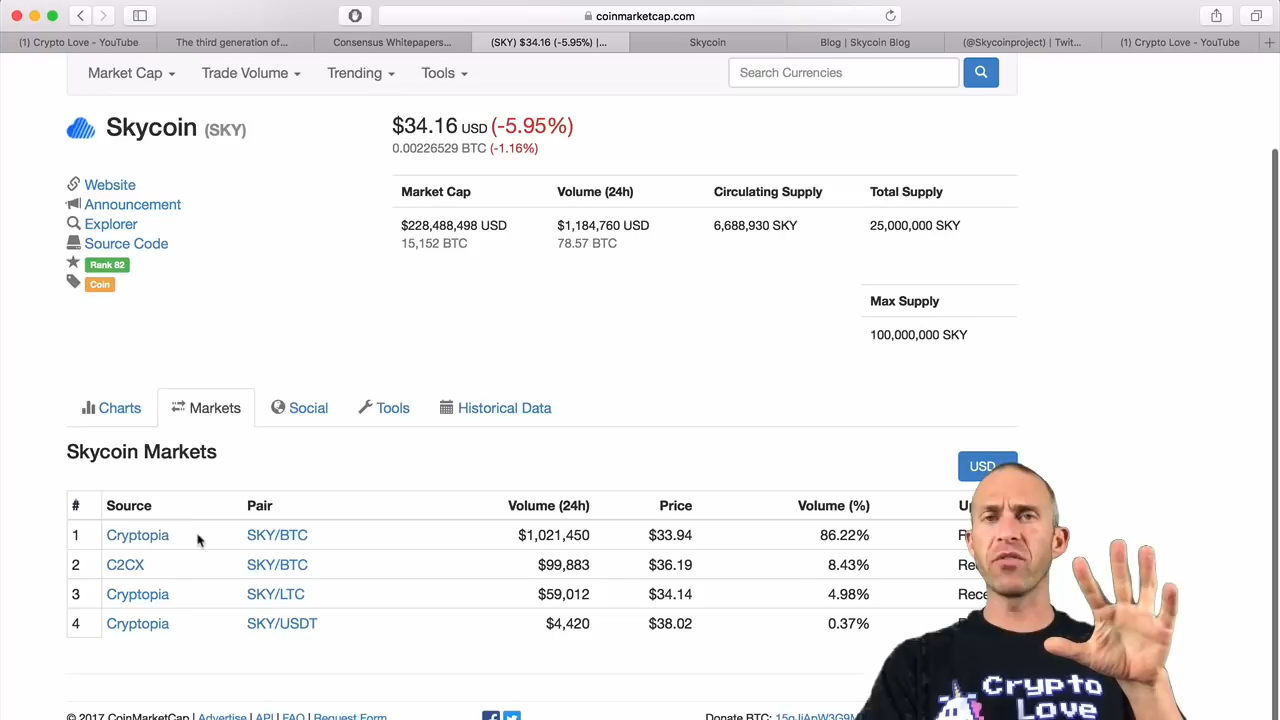 coinmarketcap.com
(1) Crypto Love - YouTube
The third generation of...
Consensus Whitepapers...
(SKY) $34.16 (-5.95%) |...
Skycoin
Blog | Skycoin Blog
(@Skycoinproject) | Twit...
(1) Crypto Love - YouTube
Market Cap
Trade Volume
Trending
Tools
Search Currencies
Skycoin (SKY)
$34.16 USD (-5.95%)
0.00226529 BTC (-1.16%)
Website
Announcement
Explorer
Source Code
Rank 82
Coin
Market Cap Volume (24h) Circulating Supply Total Supply
$228,488,498 USD $1,184,760 USD 6,688,930 SKY 25,000,000 SKY
15,152 BTC 78.57 BTC
Max Supply
100,000,000 SKY
Charts Markets Social Tools Historical Data
Skycoin Markets
USD
# Source Pair Volume (24h) Price Volume (%)
1 Cryptopia SKY/BTC $1,021,450 $33.94 86.22%
2 C2CX SKY/BTC $99,883 $36.19 8.43%
3 Cryptopia SKY/LTC $59,012 $34.14 4.98%
4 Cryptopia SKY/USDT $4,420 $38.02 0.37%
Crypto
Love
© 2017 CoinMarketCap | Advertise | API | FAQ | Request Form
Donate BTC: